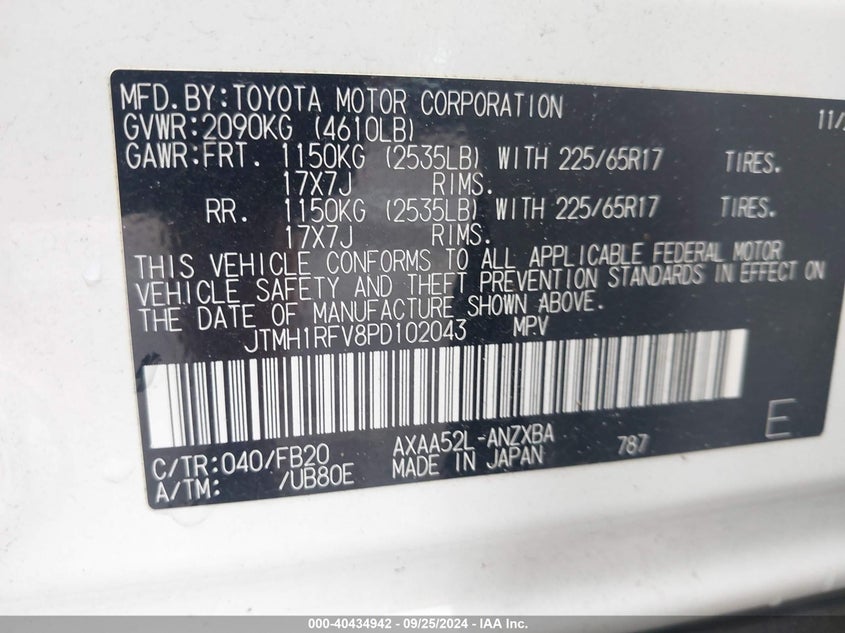 MFD.BY:TOYOTA MOTOR CORPORATION 11/
GVWR:2090KG (4610LB)
GAWR:FRT. 1150KG (2535LB) WITH 225/65R17 TIRES.
17X7J RIMS.
RR. 1150KG (2535LB) WITH 225/65R17 TIRES.
17X7J RIMS.
THIS VEHICLE CONFORMS TO ALL APPLICABLE FEDERAL MOTOR
VEHICLE SAFETY AND THEFT PREVENTION STANDARDS IN EFFECT ON
THE DATE OF MANUFACTURE SHOWN ABOVE.
JTMH1RFV8PD102043 MPV
C/TR:040/FB20 AXAA52L-ANZXBA 787 E
A/TM: /UB80E MADE IN JAPAN
000-40434942 - 09/25/2024 - IAA Inc.